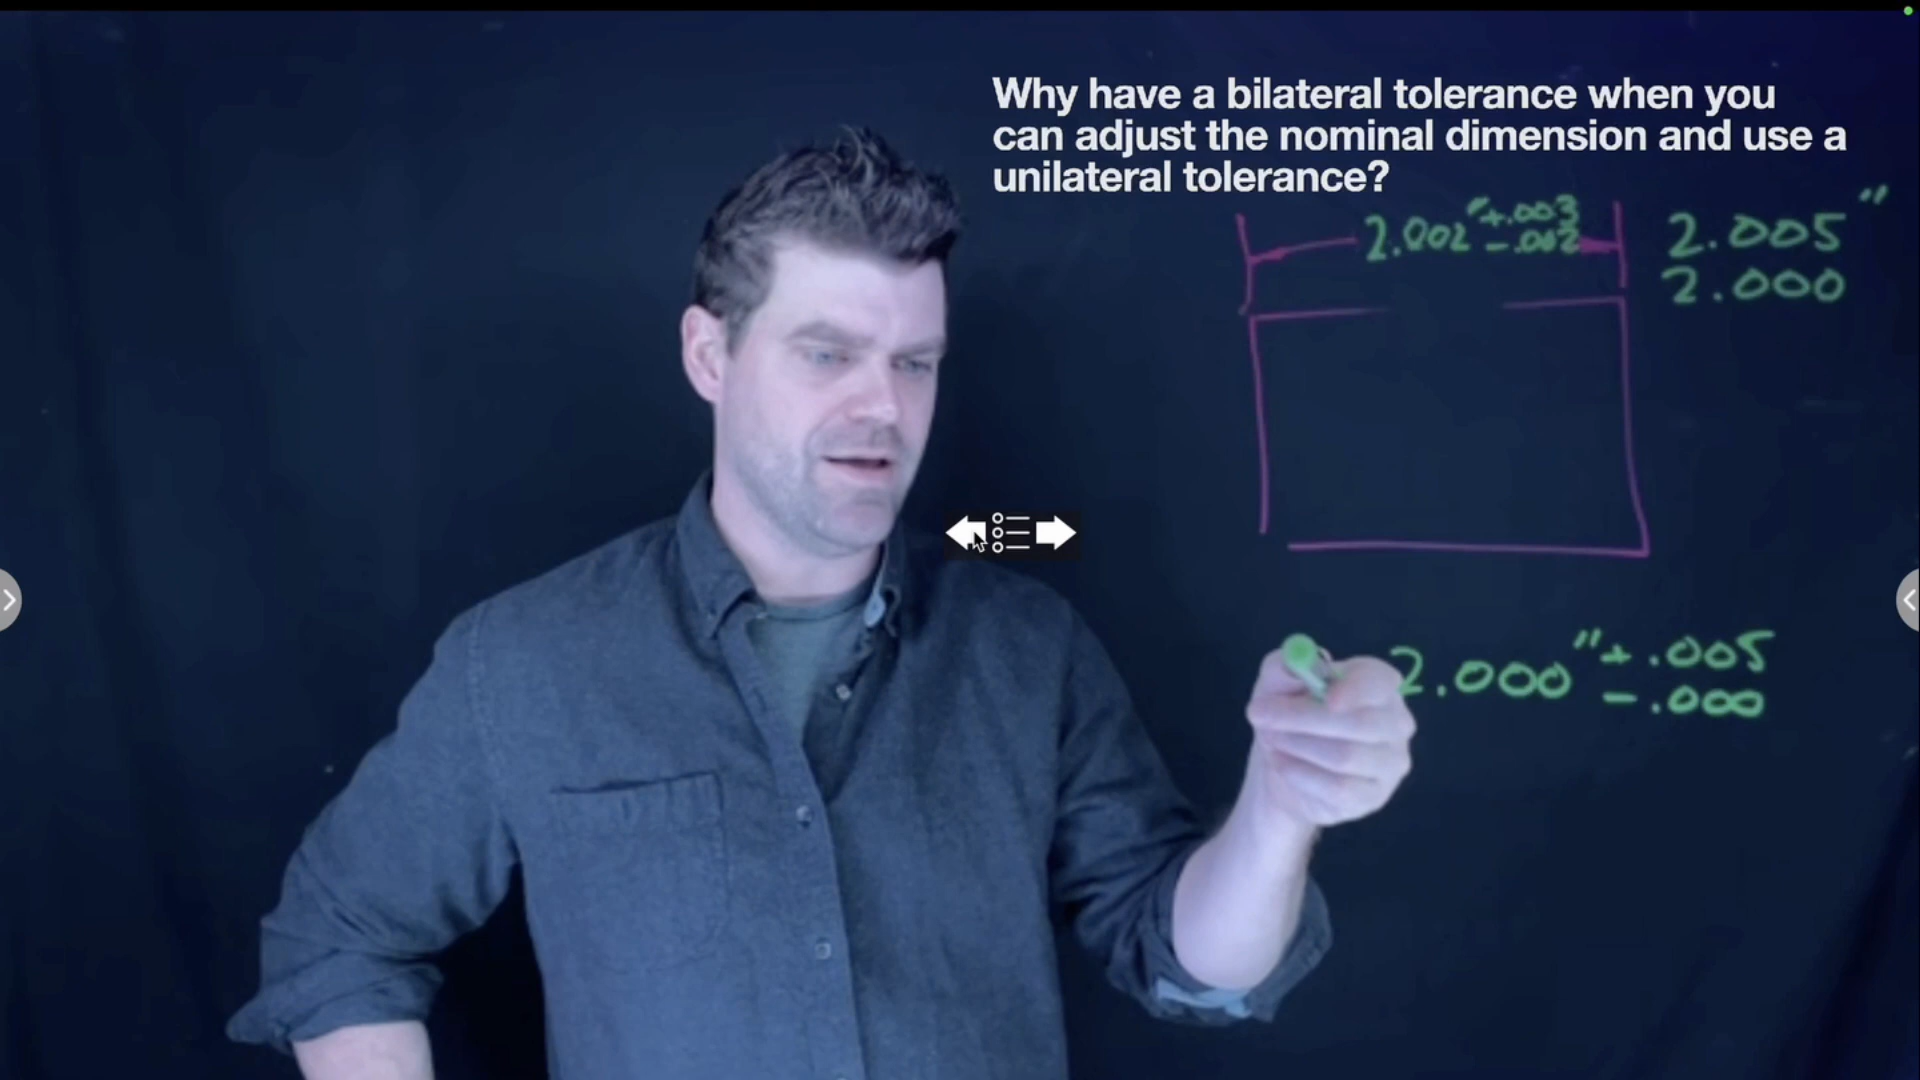 Why have a bilateral tolerance when you
can adjust the nominal dimension and use a
unilateral tolerance?
2.002" +.003
-.002
2.005"
2.000
2.000" + .005
- .000